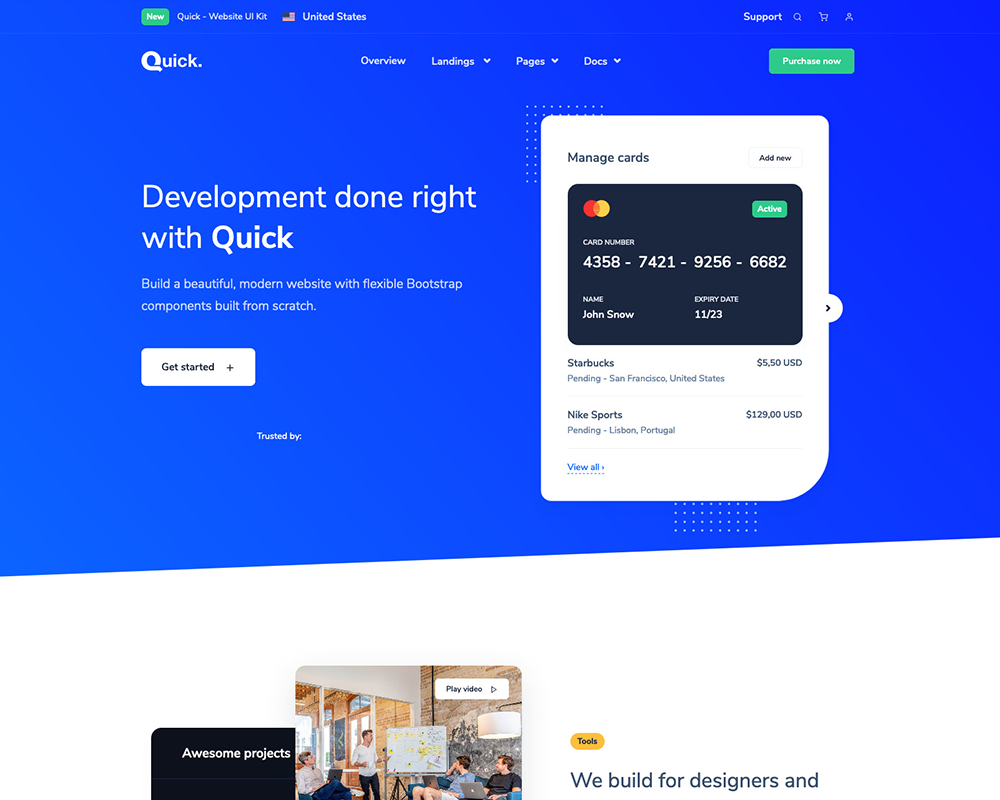 New Quick - Website UI Kit United States Support
Quick. Overview Landings Pages Docs Purchase now
Development done right
with Quick
Build a beautiful, modern website with flexible Bootstrap
components built from scratch.
Get started +
Trusted by:
Manage cards Add new
Active
CARD NUMBER
4358 - 7421 - 9256 - 6682
NAME EXPIRY DATE
John Snow 11/23
Starbucks $5,50 USD
Pending - San Francisco, United States
Nike Sports $129,00 USD
Pending - Lisbon, Portugal
View all ›
Play video
Awesome projects
Tools
We build for designers and